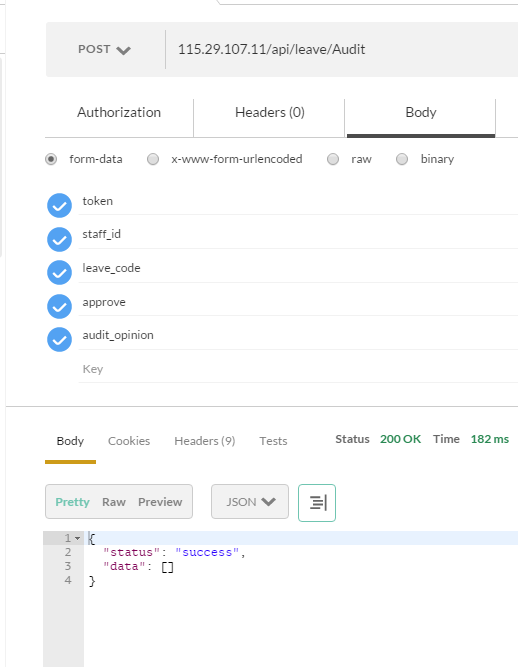 POST 115.29.107.11/api/leave/Audit
Authorization Headers (0) Body
form-data x-www-form-urlencoded raw binary
token
staff_id
leave_code
approve
audit_opinion
Key
Body Cookies Headers (9) Tests Status 200 OK Time 182 ms
Pretty Raw Preview JSON
1 {
2 "status": "success",
3 "data": []
4 }